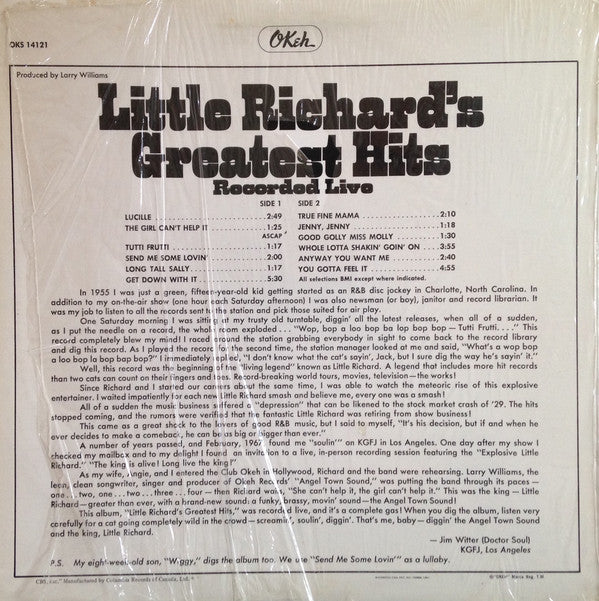 OKeh
OKS 14121
Produced by Larry Williams
Little Richard's
Greatest Hits
Recorded Live
SIDE 1
LUCILLE 2:49
THE GIRL CAN'T HELP IT 1:25
ASCAP
TUTTI FRUTTI 1:17
SEND ME SOME LOVIN' 2:00
LONG TALL SALLY 1:17
GET DOWN WITH IT 5:30
SIDE 2
TRUE FINE MAMA 2:10
JENNY, JENNY 1:18
GOOD GOLLY MISS MOLLY 1:30
WHOLE LOTTA SHAKIN' GOIN' ON 3:55
ANYWAY YOU WANT ME 2:40
YOU GOTTA FEEL IT 4:55
All selections BMI except where indicated.
In 1955 I was just a green, fifteen-year-old kid getting started as an R&B disc jockey in Charlotte, North Carolina. In
addition to my on-the-air show (one hour each Saturday afternoon) I was also newsman (or boy), janitor and record librarian. It
was my job to listen to all the records sent to the station and pick those suited for air play.
One Saturday morning I was sitting at my trusty old turntable, diggin' all the latest releases, when all of a sudden,
as I put the needle on a record, the whole room exploded . . . "Wop, bop a loo bop ba lop bop bop — Tutti Frutti. . . ." This
record completely blew my mind! I raced around the station grabbing everybody in sight to come back to the record library
and dig this record. As I played the record for the second time, the station manager looked at me and said, "What's a wop bop
a loo bop la bop bap bop?" I immediately replied, "I don't know what the cat's sayin', Jack, but I sure dig the way he's sayin' it."
Well, this record was the beginning of the "living legend" known as Little Richard. A legend that includes more hit records
than two cats can count on their fingers and toes. Record-breaking world tours, movies, television—the works!
Since Richard and I started our careers about the same time, I was able to watch the meteoric rise of this explosive
entertainer. I waited impatiently for each new Little Richard smash and believe me, every one was a smash!
All of a sudden the music business suffered a "depression" that can be likened to the stock market crash of '29. The hits
stopped coming, and the rumors were verified that the fantastic Little Richard was retiring from show business!
This came as a great shock to the lovers of good R&B music, but I said to myself, "It's his decision, but if and when he
ever decides to make a comeback, he can be as big or bigger than ever."
A number of years passed, and February, 1967 found me "soulin'" on KGFJ in Los Angeles. One day after my show I
checked my mailbox and to my delight I found an invitation to a live, in-person recording session featuring the "Explosive Little
Richard." "The king is alive! Long live the king!"
As my wife, Angie, and I entered the Club Okeh in Hollywood, Richard and the band were rehearsing. Larry Williams, the
lean, clean songwriter, singer and producer of Okeh Records' "Angel Town Sound," was putting the band through its paces—
one . . . two, one . . . two . . . three . . . four — then Richard wails, "She can't help it, the girl can't help it." This was the king — Little
Richard—greater than ever, with a brand-new sound: a funky, brassy, movin' sound—the Angel Town Sound!
This album, "Little Richard's Greatest Hits," was recorded live, and it's a complete gas! When you dig the album, listen very
carefully for a cat going completely wild in the crowd — screamin', soulin', diggin'. That's me, baby—diggin' the Angel Town Sound
and the king, Little Richard.
— Jim Witter (Doctor Soul)
KGFJ, Los Angeles
P.S. My eight-week-old son, "Wiggy," digs the album too. We use "Send Me Some Lovin'" as a lullaby.
Manufactured by Columbia Records of Canada, Ltd.
® "OKEH" Marca Reg. T.M